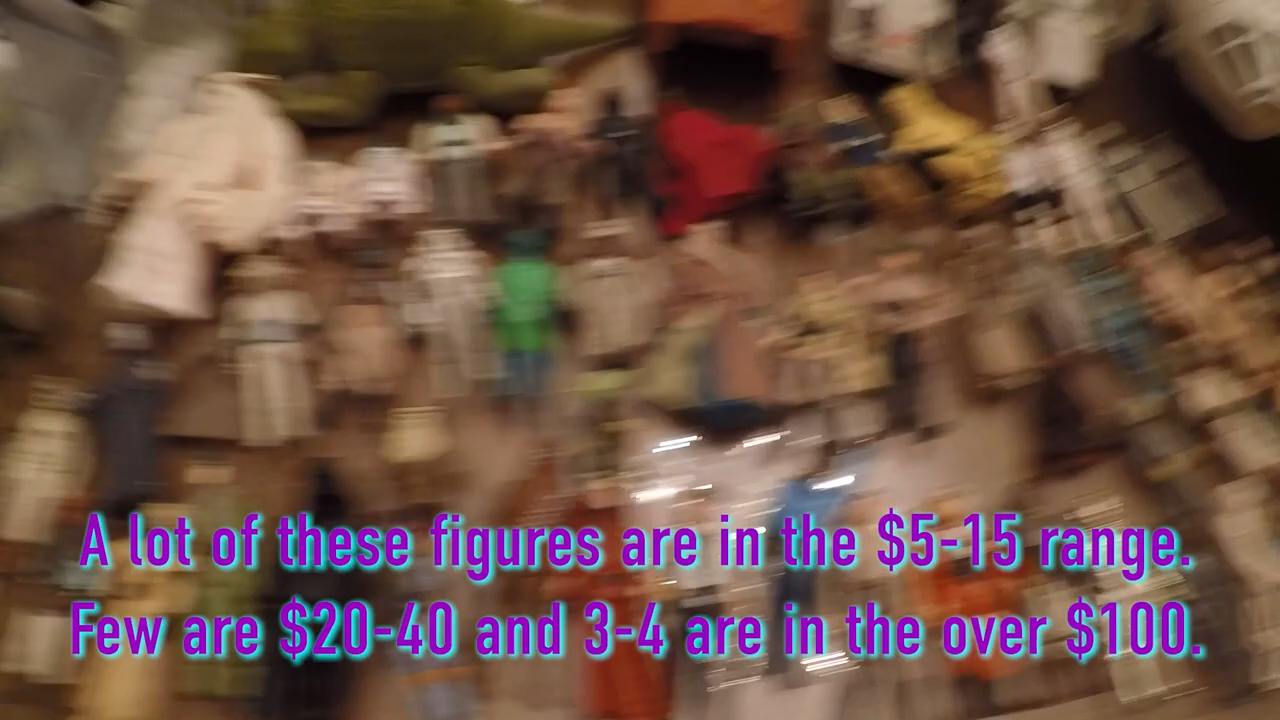 A lot of these figures are in the $5-15 range.
Few are $20-40 and 3-4 are in the over $100.